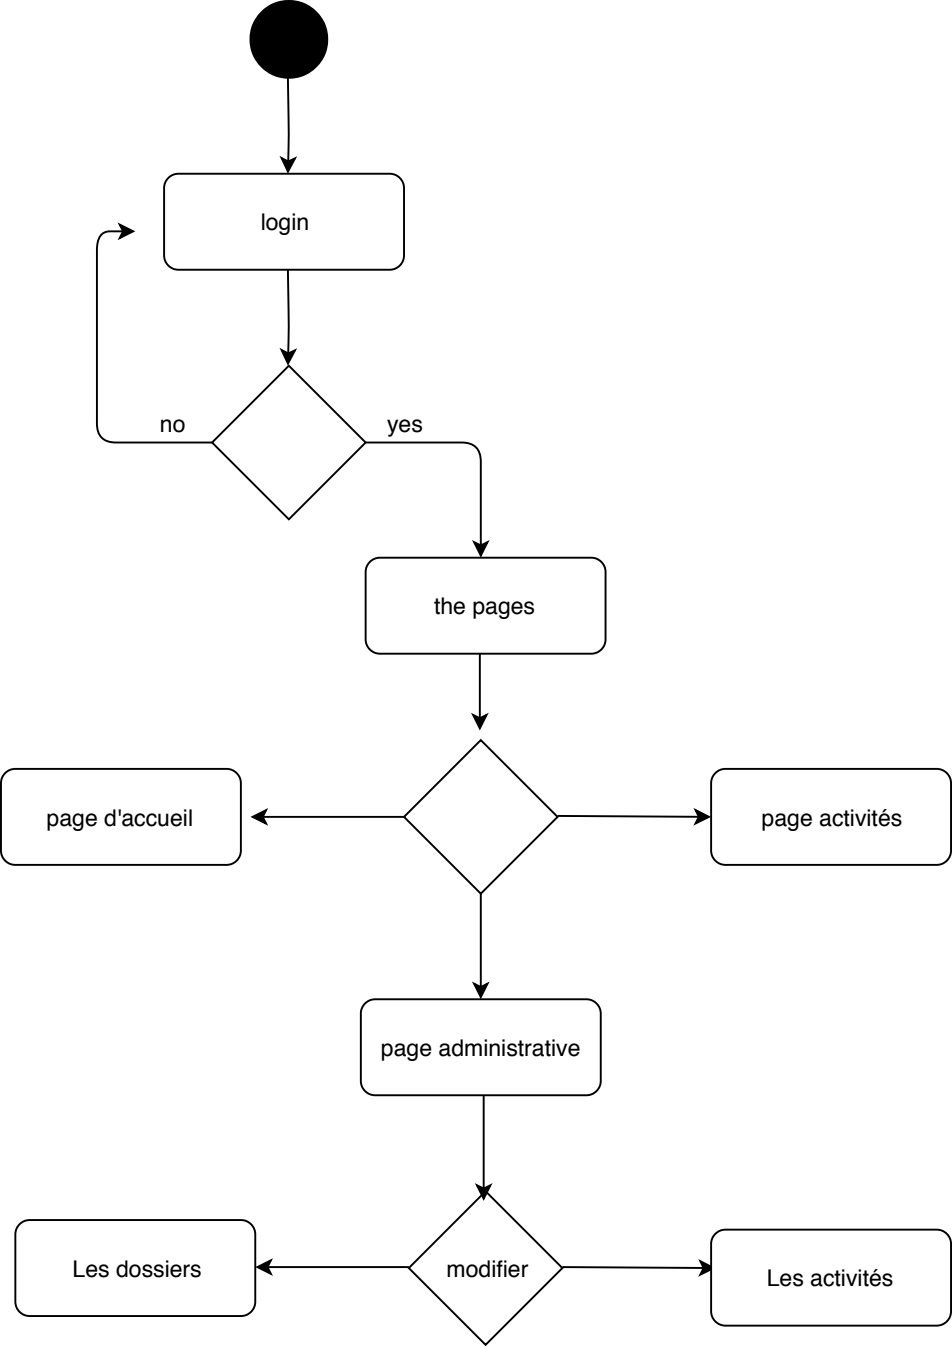 login
no
yes
the pages
page d'accueil
page activités
page administrative
Les dossiers
modifier
Les activités